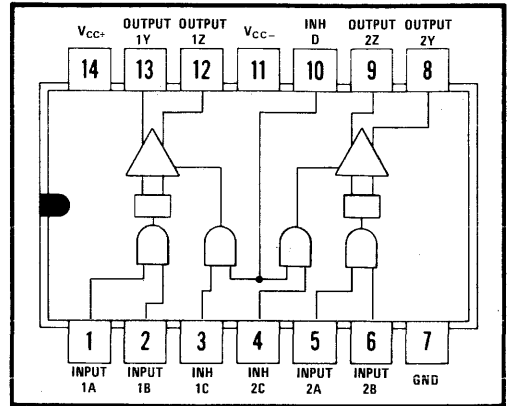 VCC+ OUTPUT 1Y OUTPUT 1Z VCC− INH D OUTPUT 2Z OUTPUT 2Y
14 13 12 11 10 9 8
1 2 3 4 5 6 7
INPUT 1A INPUT 1B INH 1C INH 2C INPUT 2A INPUT 2B GND